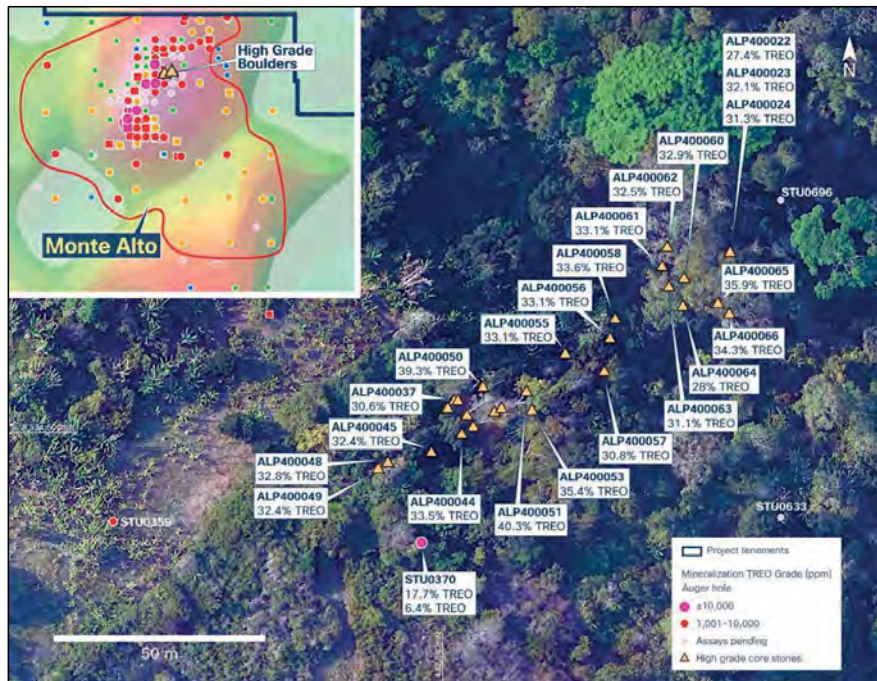 High Grade
Boulders
Monte Alto
N
ALP400022
27.4% TREO
ALP400023
32.1% TREO
ALP400024
31.3% TREO
ALP400060
32.9% TREO
ALP400062
32.5% TREO
STU0696
ALP400061
33.1% TREO
ALP400058
33.6% TREO
ALP400056
33.1% TREO
ALP400065
35.9% TREO
ALP400055
33.1% TREO
ALP400066
34.3% TREO
ALP400050
39.3% TREO
ALP400064
28% TREO
ALP400037
30.6% TREO
ALP400063
31.1% TREO
ALP400045
32.4% TREO
ALP400057
30.8% TREO
ALP400048
32.8% TREO
ALP400053
35.4% TREO
ALP400049
32.4% TREO
ALP400044
33.5% TREO
ALP400051
40.3% TREO
STU0359
STU0633
STU0370
17.7% TREO
6.4% TREO
50 m
Project tenements
Mineralization TREO Grade (ppm)
Auger hole
≥10,000
1,001-10,000
Assays pending
High grade core stones